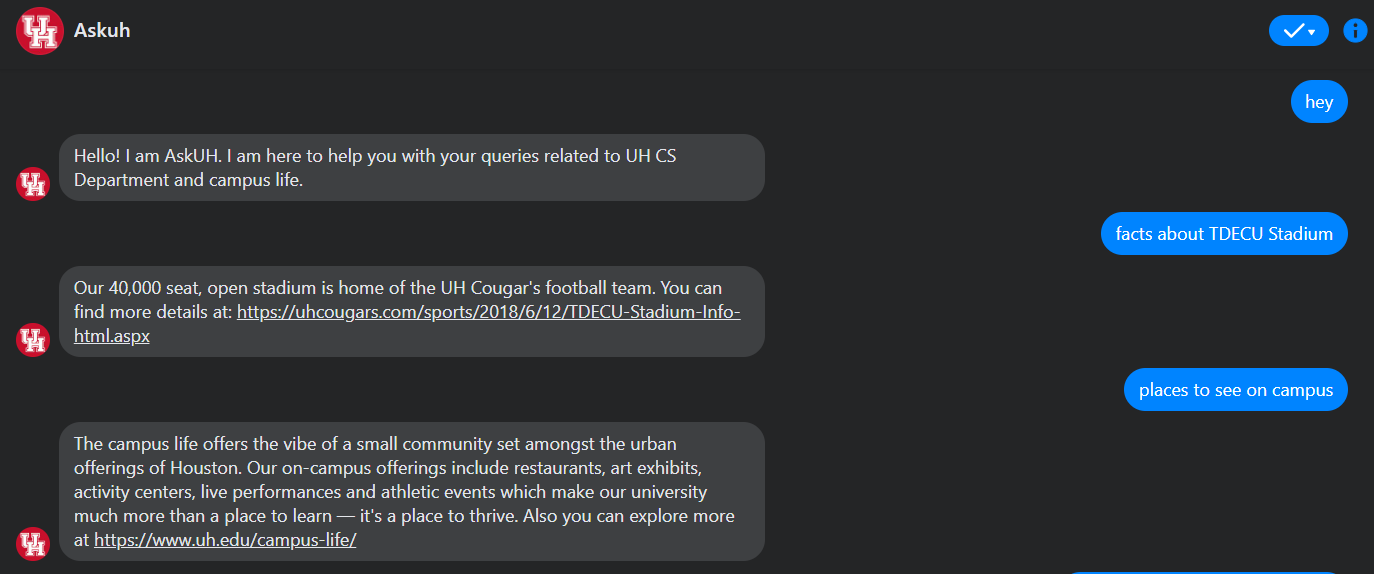 UH Askuh
hey
Hello! I am AskUH. I am here to help you with your queries related to UH CS
Department and campus life.
UH
facts about TDECU Stadium
Our 40,000 seat, open stadium is home of the UH Cougar's football team. You can
find more details at: https://uhcougars.com/sports/2018/6/12/TDECU-Stadium-Info-
html.aspx
UH
places to see on campus
The campus life offers the vibe of a small community set amongst the urban
offerings of Houston. Our on-campus offerings include restaurants, art exhibits,
activity centers, live performances and athletic events which make our university
much more than a place to learn — it's a place to thrive. Also you can explore more
at https://www.uh.edu/campus-life/
UH